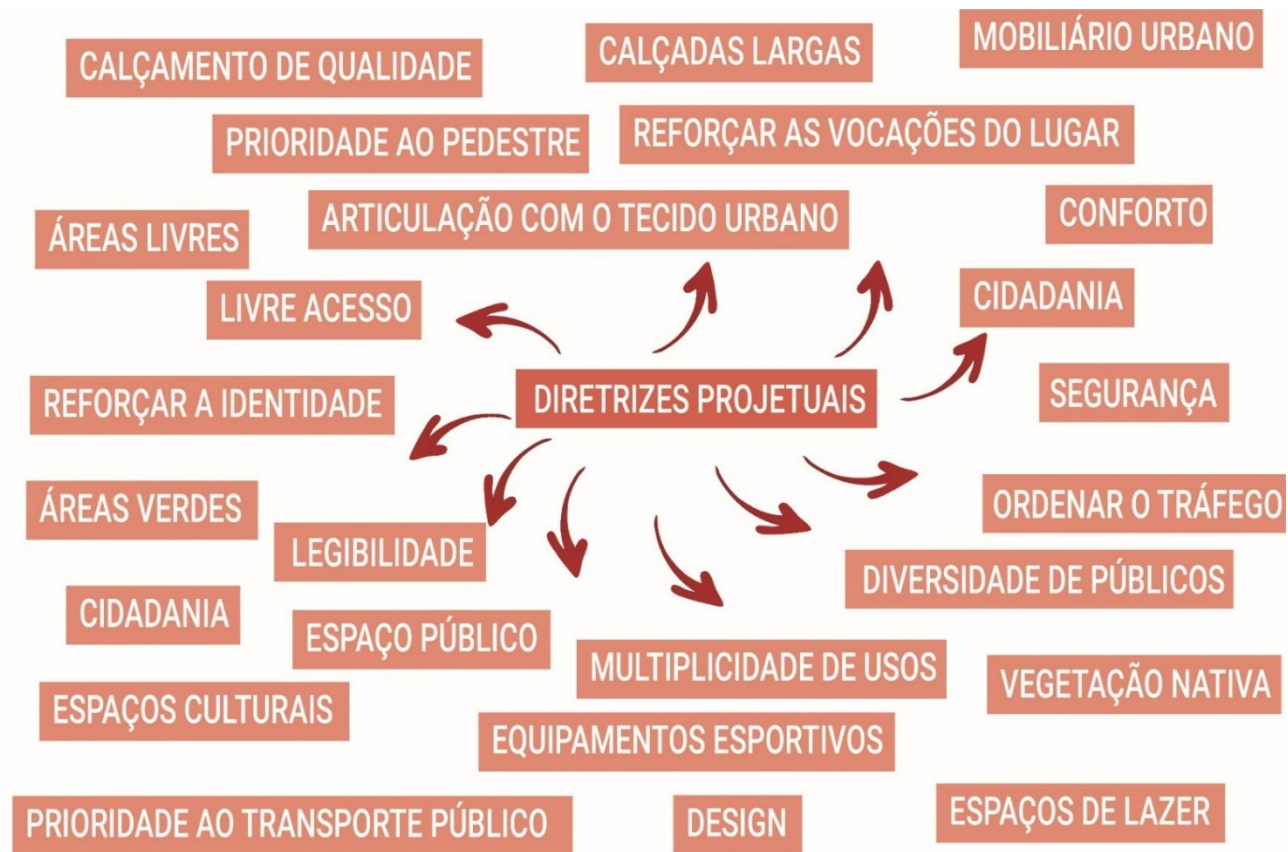 CALÇAMENTO DE QUALIDADE
CALÇADAS LARGAS
MOBILIÁRIO URBANO
PRIORIDADE AO PEDESTRE
REFORÇAR AS VOCAÇÕES DO LUGAR
ÁREAS LIVRES
ARTICULAÇÃO COM O TECIDO URBANO
CONFORTO
LIVRE ACESSO
CIDADANIA
DIRETRIZES PROJETUAIS
REFORÇAR A IDENTIDADE
SEGURANÇA
ÁREAS VERDES
ORDENAR O TRÁFEGO
LEGIBILIDADE
DIVERSIDADE DE PÚBLICOS
CIDADANIA
ESPAÇO PÚBLICO
MULTIPLICIDADE DE USOS
VEGETAÇÃO NATIVA
ESPAÇOS CULTURAIS
EQUIPAMENTOS ESPORTIVOS
PRIORIDADE AO TRANSPORTE PÚBLICO
DESIGN
ESPAÇOS DE LAZER